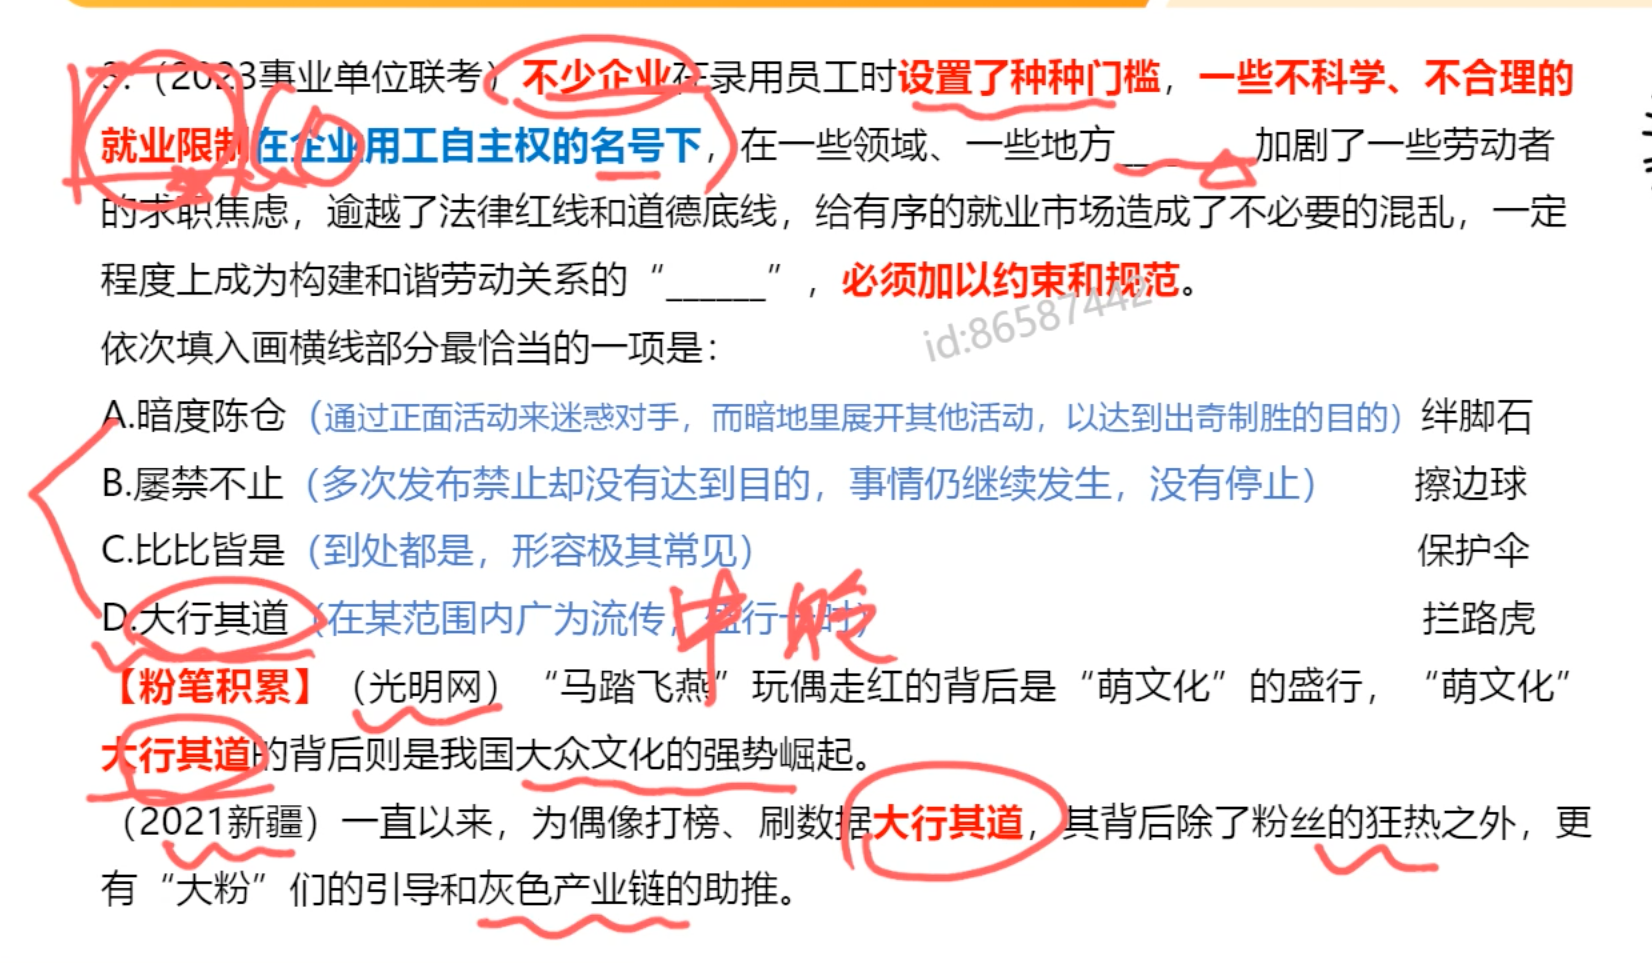 3.（2023事业单位联考）不少企业在录用员工时设置了种种门槛，一些不科学、不合理的
就业限制在企业用工自主权的名号下，在一些领域、一些地方______加剧了一些劳动者
的求职焦虑，逾越了法律红线和道德底线，给有序的就业市场造成了不必要的混乱，一定
程度上成为构建和谐劳动关系的“______”，必须加以约束和规范。
id:86587442
依次填入画横线部分最恰当的一项是：
A.暗度陈仓（通过正面活动来迷惑对手，而暗地里展开其他活动，以达到出奇制胜的目的）绊脚石
B.屡禁不止（多次发布禁止却没有达到目的，事情仍继续发生，没有停止） 擦边球
C.比比皆是（到处都是，形容极其常见） 保护伞
D.大行其道（在某范围内广为流传，盛行一时） 拦路虎
中
【粉笔积累】（光明网）“马踏飞燕”玩偶走红的背后是“萌文化”的盛行，“萌文化”
大行其道的背后则是我国大众文化的强势崛起。
（2021新疆）一直以来，为偶像打榜、刷数据大行其道，其背后除了粉丝的狂热之外，更
有“大粉”们的引导和灰色产业链的助推。